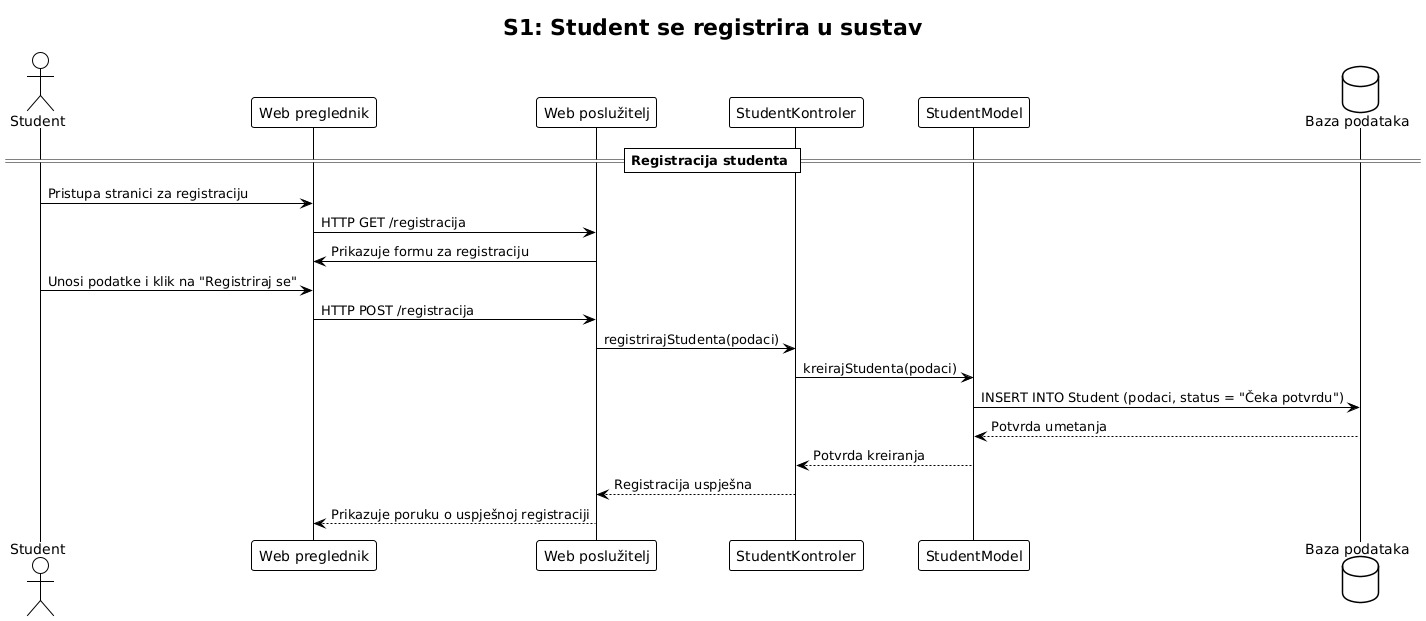 S1: Student se registrira u sustav
Student
Web preglednik
Web poslužitelj
StudentKontroler
StudentModel
Baza podataka
Registracija studenta
Pristupa stranici za registraciju
HTTP GET /registracija
Prikazuje formu za registraciju
Unosi podatke i klik na "Registriraj se"
HTTP POST /registracija
registrirajStudenta(podaci)
kreirajStudenta(podaci)
INSERT INTO Student (podaci, status = "Čeka potvrdu")
Potvrda umetanja
Potvrda kreiranja
Registracija uspješna
Prikazuje poruku o uspješnoj registraciji
Student
Web preglednik
Web poslužitelj
StudentKontroler
StudentModel
Baza podataka